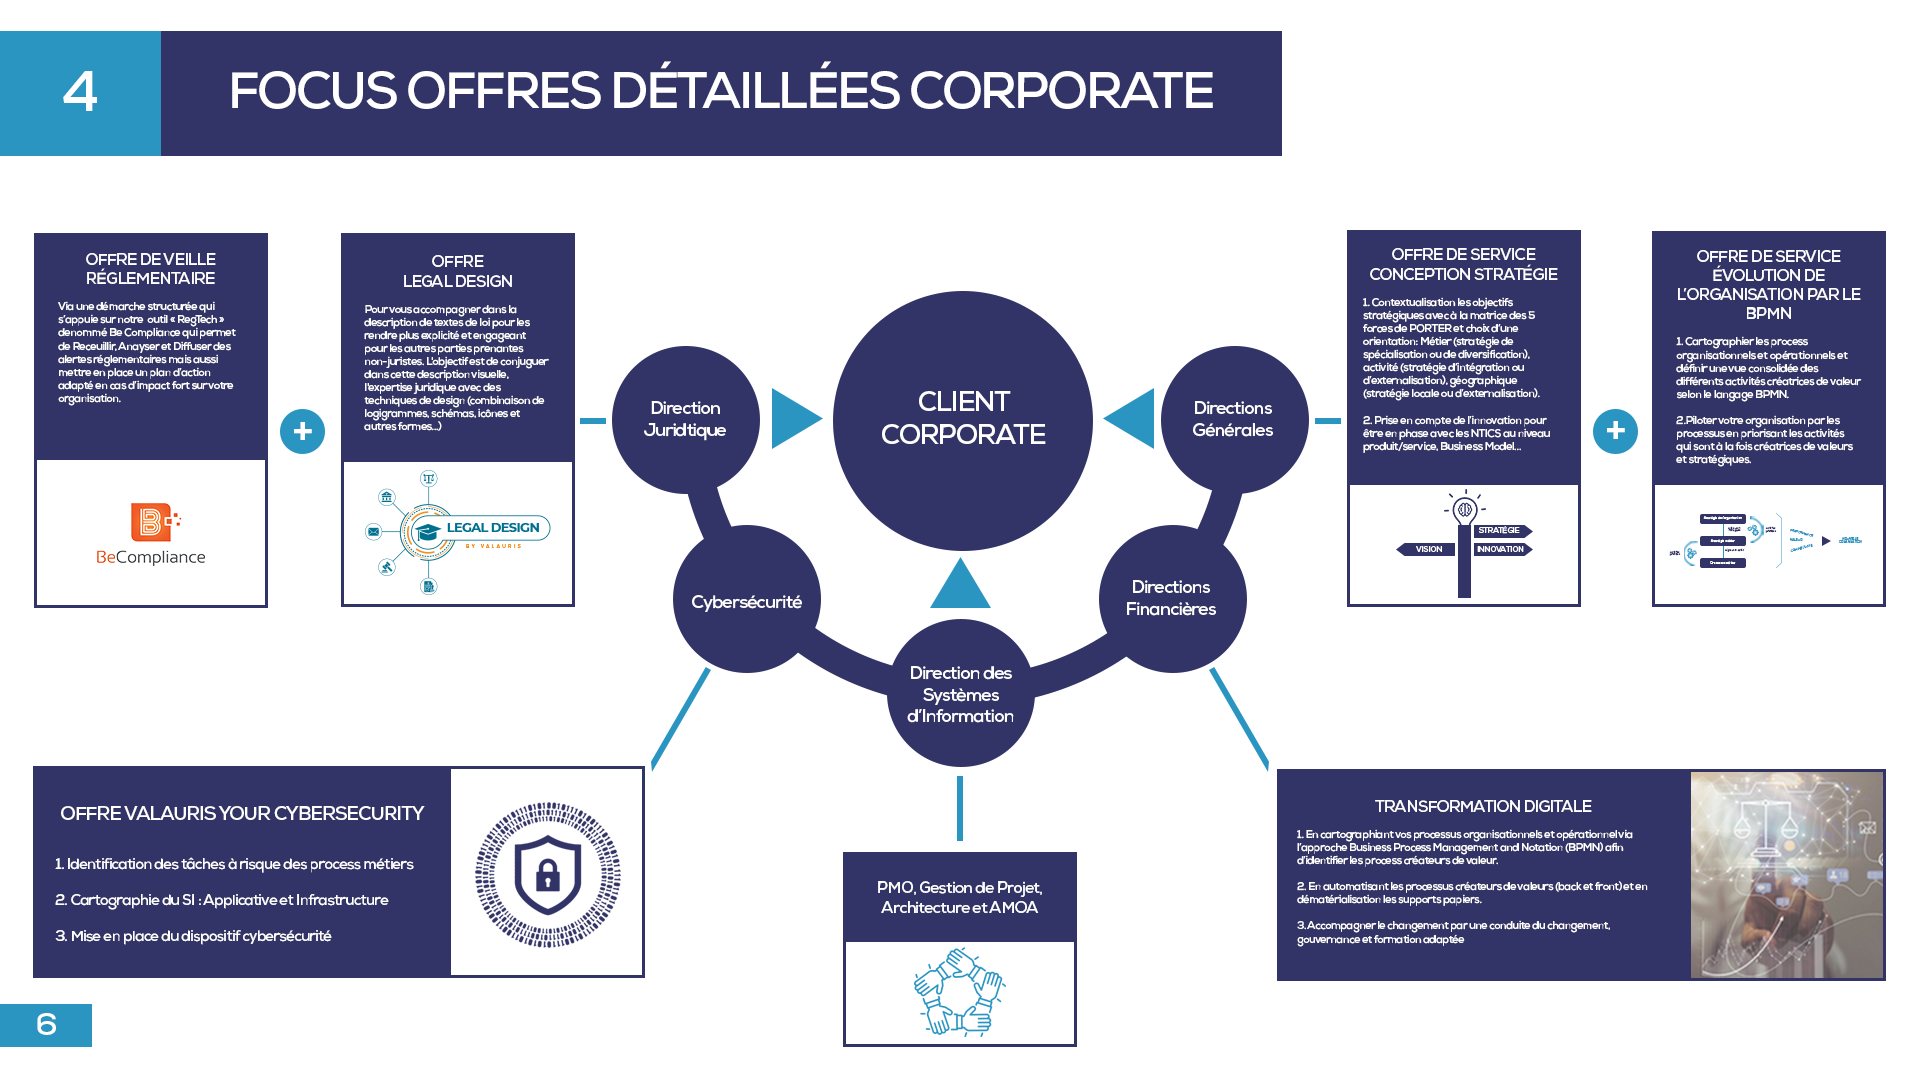 4
FOCUS OFFRES DÉTAILLÉES CORPORATE
OFFRE DE VEILLE
RÉGLEMENTAIRE
Via une démarche structurée qui
s'appuie sur notre outil « RegTech »
denommé Be Compliance qui permet
de Receuillir, Anayser et Diffuser des
alertes réglementaires mais aussi
mettre en place un plan d'action
adapté en cas d'impact fort sur votre
organisation.
BeCompliance
+
OFFRE
LEGAL DESIGN
Pour vous accompagner dans la
description de textes de loi pour les
rendre plus explicité et engageant
pour les autres parties prenantes
non-juristes. L'objectif est de conjuguer
dans cette description visuelle,
l'expertise juridique avec des
techniques de design (combinaison de
logigrammes, schémas, icônes et
autres formes...)
LEGAL DESIGN
BY VALAURIS
Direction
Juridtique
CLIENT
CORPORATE
Directions
Générales
Cybersécurité
Directions
Financières
Direction des
Systèmes
d'Information
OFFRE DE SERVICE
CONCEPTION STRATÉGIE
1. Contextualisation les objectifs
stratégiques avec à la matrice des 5
forces de PORTER et choix d'une
orientation: Métier (stratégie de
spécialisation ou de diversification),
activité (stratégie d'intégration ou
d'externalisation), géographique
(stratégie locale ou d'externalisation).
2. Prise en compte de l'innovation pour
être en phase avec les NTICS au niveau
produit/service, Business Model...
STRATÉGIE
VISION
INNOVATION
+
OFFRE DE SERVICE
ÉVOLUTION DE
L'ORGANISATION PAR LE
BPMN
1. Cartographier les process
organisationnels et opérationnels et
définir une vue consolidée des
différents activités créatrices de valeur
selon le langage BPMN.
2.Piloter votre organisation par les
processus en priorisant les activités
qui sont à la fois créatrices de valeurs
et stratégiques.
OFFRE VALAURIS YOUR CYBERSECURITY
1. Identification des tâches à risque des process métiers
2. Cartographie du SI : Applicative et Infrastructure
3. Mise en place du dispositif cybersécurité
PMO, Gestion de Projet,
Architecture et AMOA
TRANSFORMATION DIGITALE
1. En cartographiant vos processus organisationnels et opérationnel via
l'approche Business Process Management and Notation (BPMN) afin
d'identifier les process créateurs de valeur.
2. En automatisant les processus créateurs de valeurs (back et front) et en
dématérialisation les supports papiers.
3. Accompagner le changement par une conduite du changement,
gouvernance et formation adaptée
6